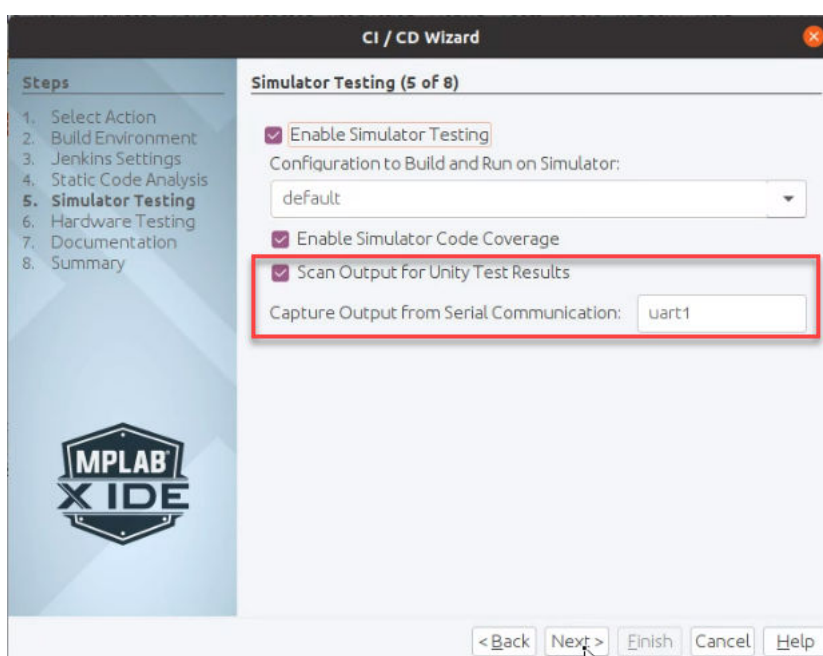 CI / CD Wizard
Steps
1. Select Action
2. Build Environment
3. Jenkins Settings
4. Static Code Analysis
5. Simulator Testing
6. Hardware Testing
7. Documentation
8. Summary
MPLAB
X IDE
Simulator Testing (5 of 8)
Enable Simulator Testing
Configuration to Build and Run on Simulator:
default
Enable Simulator Code Coverage
Scan Output for Unity Test Results
Capture Output from Serial Communication: uart1
< Back Next > Finish Cancel Help